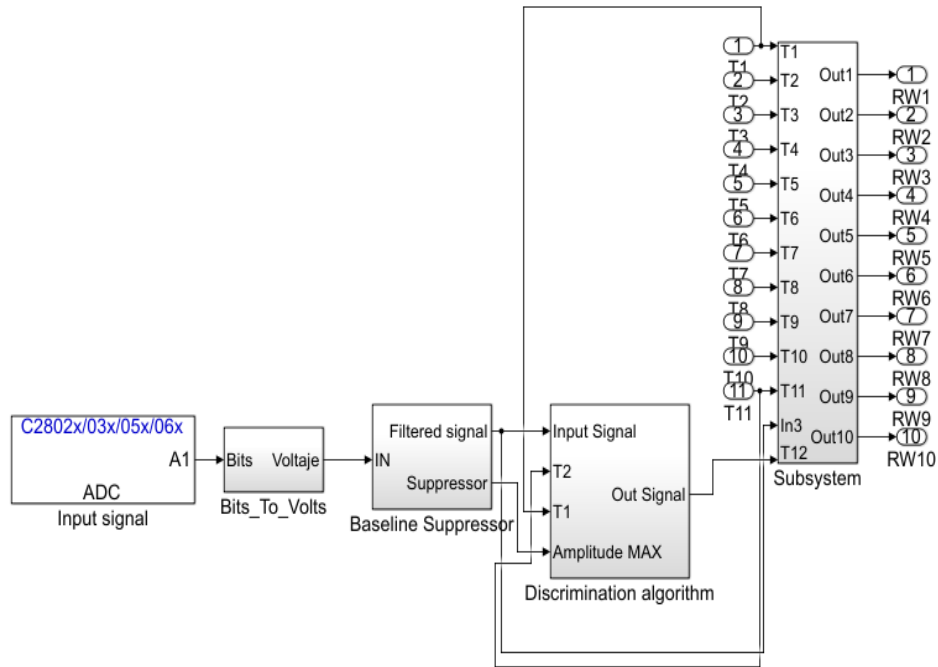 1 T1
T1
2 T2 Out1 1
RW1
T2
3 T3 Out2 2
RW2
T3
4 T4 Out3 3
RW3
T4
5 T5 Out4 4
RW4
T5
6 T6 Out5 5
RW5
T6
7 T7 Out6 6
RW6
T7
8 T8 Out7 7
RW7
T8
9 T9
T9
10 T10 Out8 8
RW8
T10
11 T11 Out9 9
RW9
T11
In3 Out10 10
RW10
T12
Subsystem
C2802x/03x/05x/06x
A1
ADC
Input signal
Bits Voltaje
Bits_To_Volts
Filtered signal
IN
Suppressor
Baseline Suppressor
Input Signal
T2
Out Signal
T1
Amplitude MAX
Discrimination algorithm